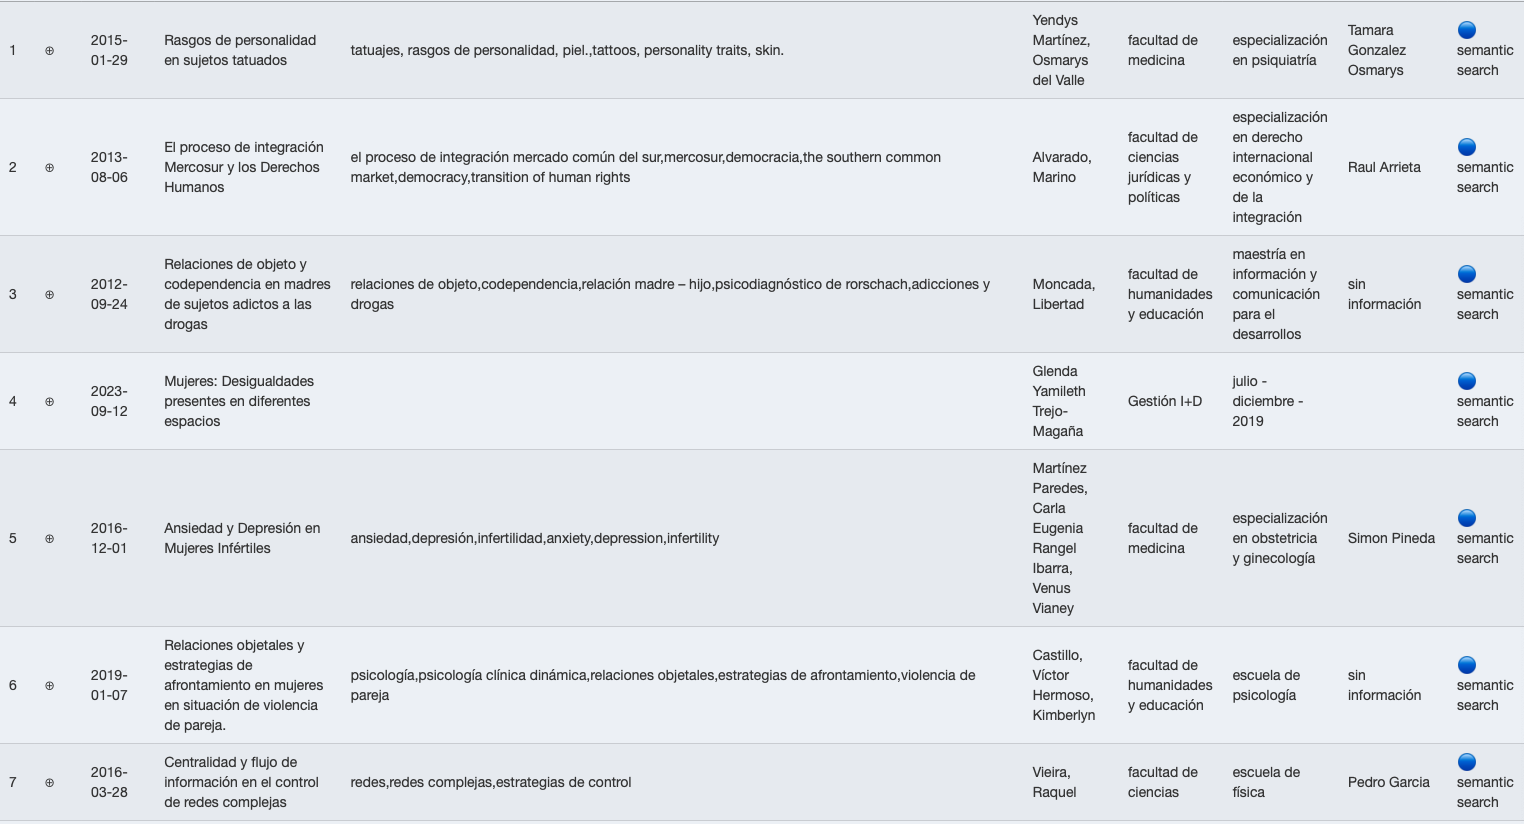 1
⊕
2015-
01-29
Rasgos de personalidad
en sujetos tatuados
tatuajes, rasgos de personalidad, piel.,tattoos, personality traits, skin.
Yendys
Martínez,
Osmarys
del Valle
facultad de
medicina
especialización
en psiquiatría
Tamara
Gonzalez
Osmarys
semantic
search
2
⊕
2013-
08-06
El proceso de integración
Mercosur y los Derechos
Humanos
el proceso de integración mercado común del sur,mercosur,democracia,the southern common
market,democracy,transition of human rights
Alvarado,
Marino
facultad de
ciencias
jurídicas y
políticas
especialización
en derecho
internacional
económico y
de la
integración
Raul Arrieta
semantic
search
3
⊕
2012-
09-24
Relaciones de objeto y
codependencia en madres
de sujetos adictos a las
drogas
relaciones de objeto,codependencia,relación madre – hijo,psicodiagnóstico de rorschach,adicciones y
drogas
Moncada,
Libertad
facultad de
humanidades
y educación
maestría en
información y
comunicación
para el
desarrollos
sin
información
semantic
search
4
⊕
2023-
09-12
Mujeres: Desigualdades
presentes en diferentes
espacios
Glenda
Yamileth
Trejo-
Magaña
Gestión I+D
julio -
diciembre -
2019
semantic
search
5
⊕
2016-
12-01
Ansiedad y Depresión en
Mujeres Infértiles
ansiedad,depresión,infertilidad,anxiety,depression,infertility
Martínez
Paredes,
Carla
Eugenia
Rangel
Ibarra,
Venus
Vianey
facultad de
medicina
especialización
en obstetricia
y ginecología
Simon Pineda
semantic
search
6
⊕
2019-
01-07
Relaciones objetales y
estrategias de
afrontamiento en mujeres
en situación de violencia
de pareja.
psicología,psicología clínica dinámica,relaciones objetales,estrategias de afrontamiento,violencia de
pareja
Castillo,
Víctor
Hermoso,
Kimberlyn
facultad de
humanidades
y educación
escuela de
psicología
sin
información
semantic
search
7
⊕
2016-
03-28
Centralidad y flujo de
información en el control
de redes complejas
redes,redes complejas,estrategias de control
Vieira,
Raquel
facultad de
ciencias
escuela de
física
Pedro Garcia
semantic
search